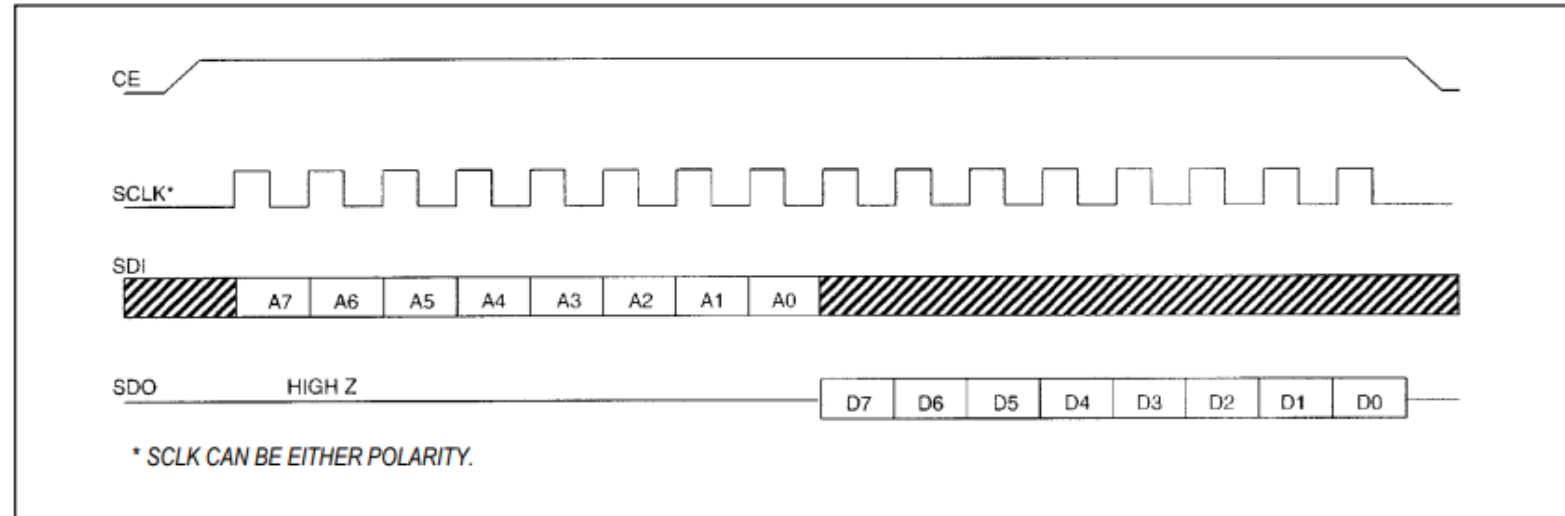 CE
SCLK*
SDI
A7 A6 A5 A4 A3 A2 A1 A0
SDO HIGH Z D7 D6 D5 D4 D3 D2 D1 D0
* SCLK CAN BE EITHER POLARITY.